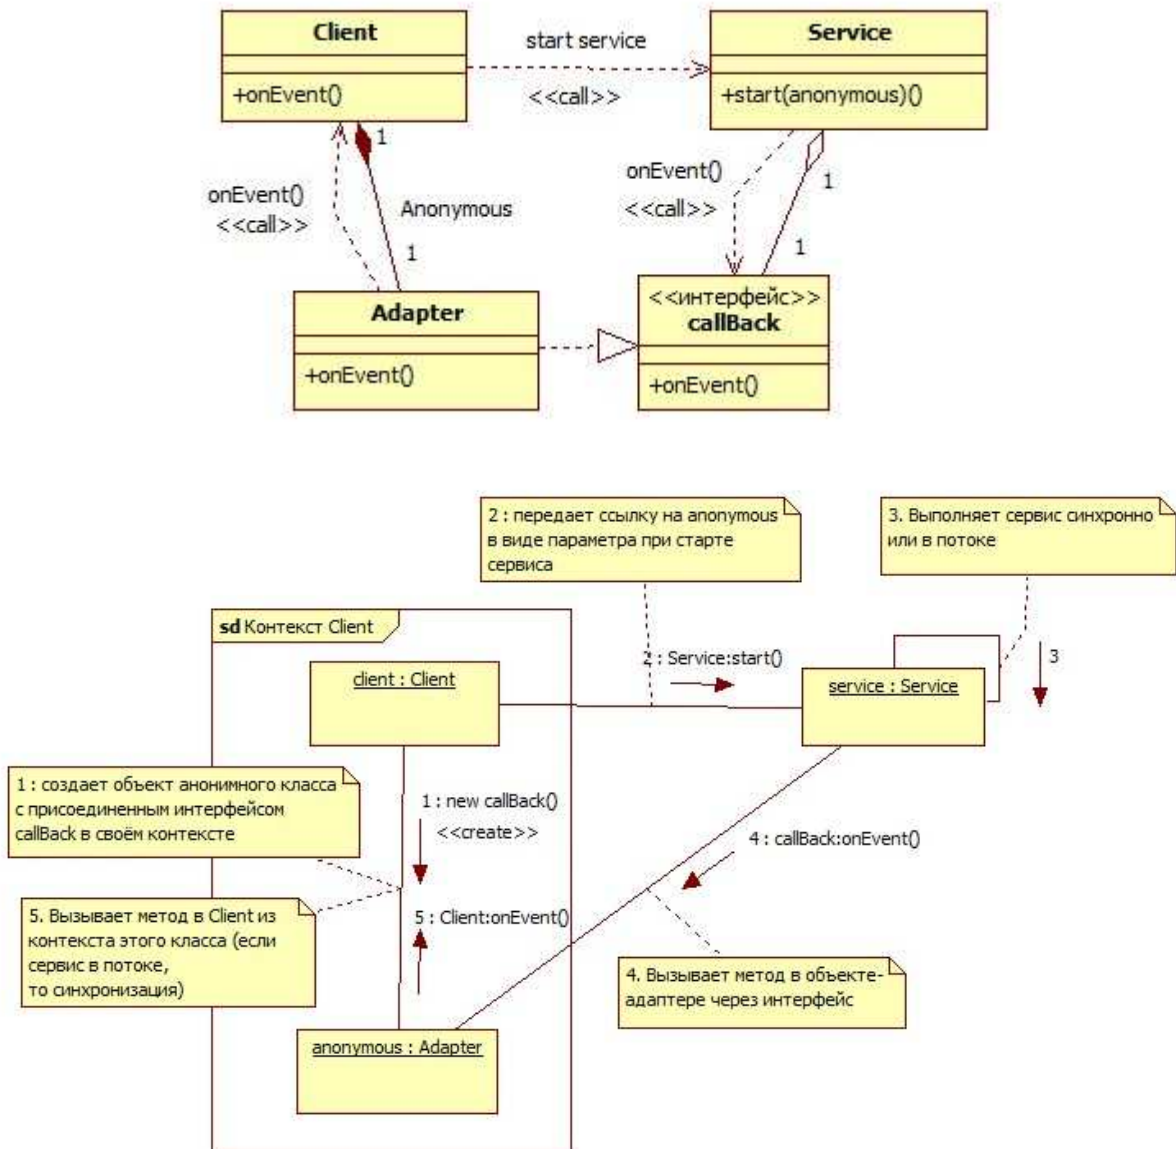 Client
+onEvent()
start service
<<call>>
Service
+start(anonymous)()
1
onEvent()
<<call>>
Anonymous
1
onEvent()
<<call>>
1
1
Adapter
+onEvent()
<<интерфейс>>
callBack
+onEvent()
2 : передает ссылку на anonymous
в виде параметра при старте
сервиса
3. Выполняет сервис синхронно
или в потоке
sd Контекст Client
client : Client
2 : Service:start()
service : Service
3
1 : создает объект анонимного класса
с присоединенным интерфейсом
callBack в своём контексте
1 : new callBack()
<<create>>
4 : callBack:onEvent()
5. Вызывает метод в Client из
контекста этого класса (если
сервис в потоке,
то синхронизация)
5 : Client:onEvent()
4. Вызывает метод в объекте-
адаптере через интерфейс
anonymous : Adapter